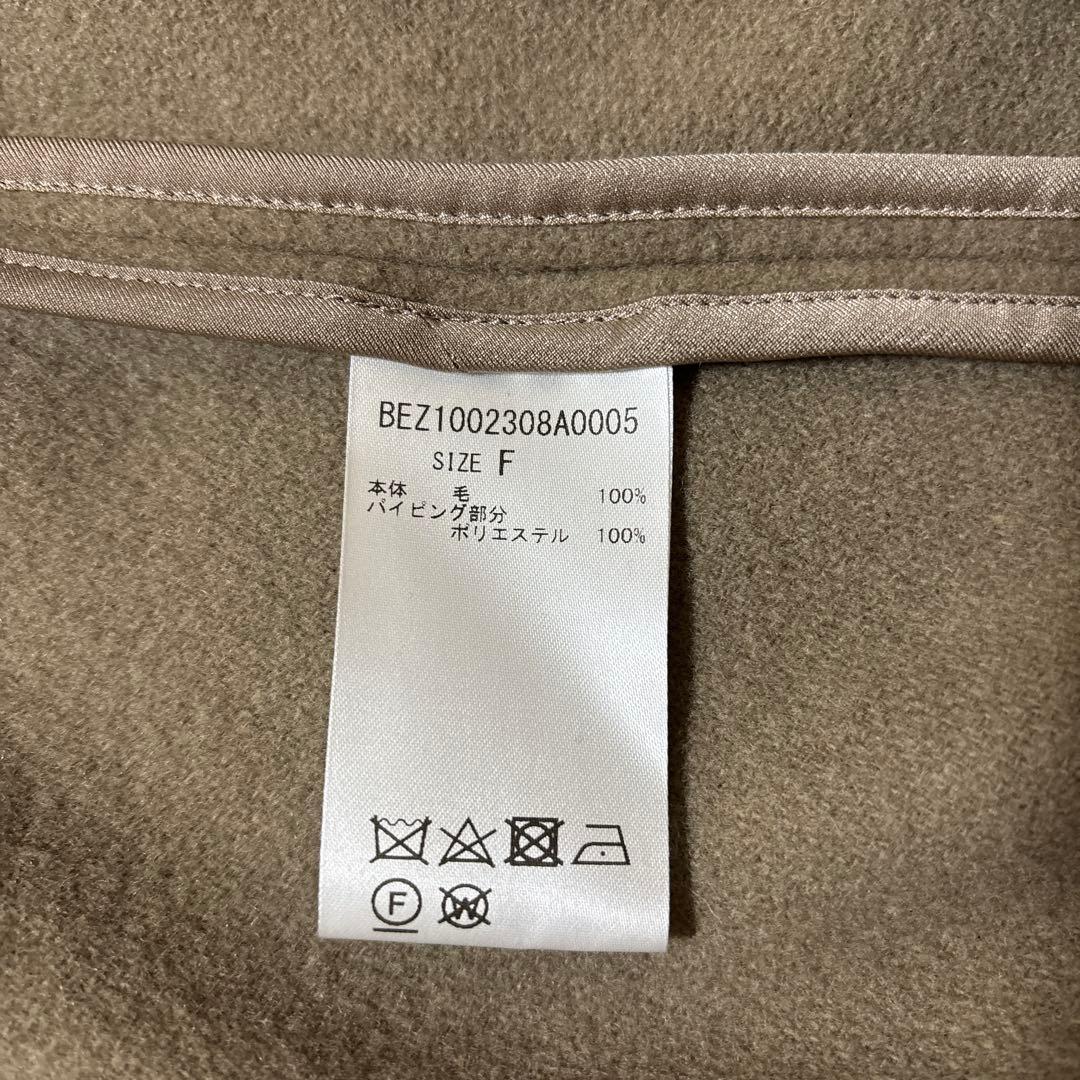 BEZ1002308A0005
SIZE F
本体 毛 100%
パイピング部分
ポリエステル 100%
F
W